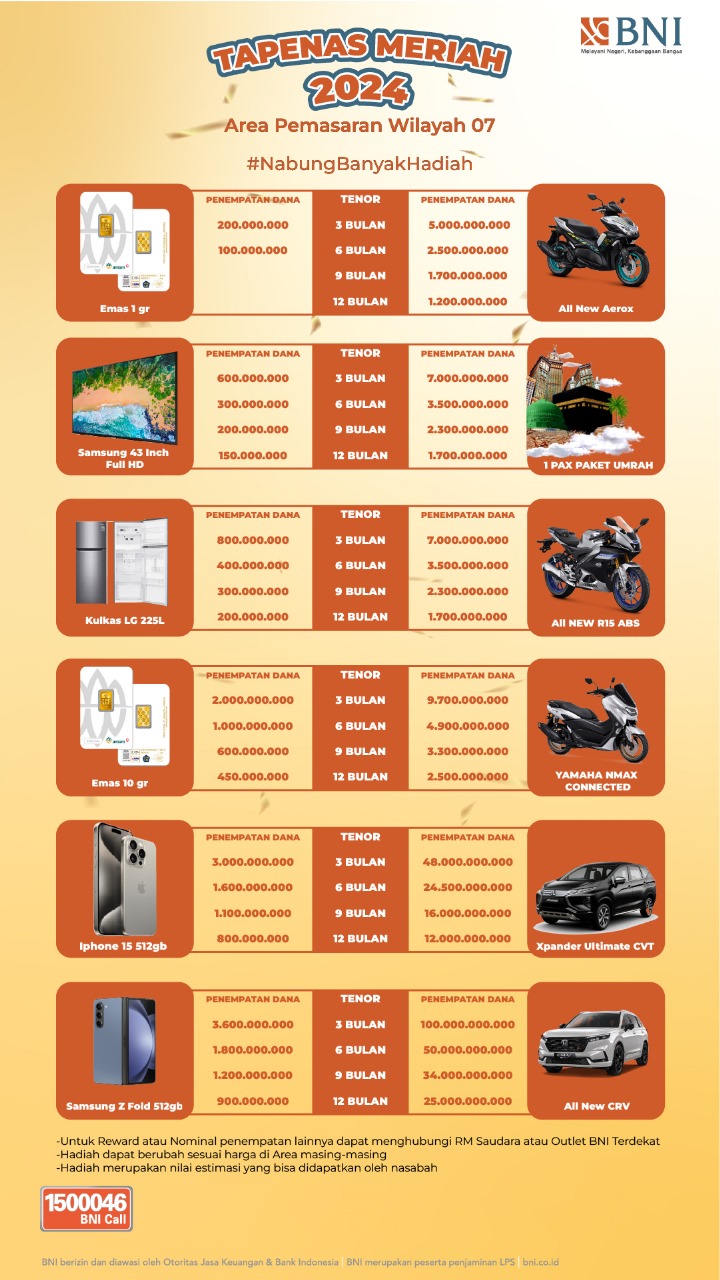 BNI
Melayani Negeri, Kebanggaan Bangsa
TAPENAS MERIAH
2024
Area Pemasaran Wilayah 07
#NabungBanyakHadiah
PENEMPATAN DANA TENOR PENEMPATAN DANA
200.000.000 3 BULAN 5.000.000.000
100.000.000 6 BULAN 2.500.000.000
9 BULAN 1.700.000.000
12 BULAN 1.200.000.000
Emas 1 gr
All New Aerox
PENEMPATAN DANA TENOR PENEMPATAN DANA
600.000.000 3 BULAN 7.000.000.000
300.000.000 6 BULAN 3.500.000.000
200.000.000 9 BULAN 2.300.000.000
150.000.000 12 BULAN 1.700.000.000
Samsung 43 Inch
Full HD
1 PAX PAKET UMRAH
PENEMPATAN DANA TENOR PENEMPATAN DANA
800.000.000 3 BULAN 7.000.000.000
400.000.000 6 BULAN 3.500.000.000
300.000.000 9 BULAN 2.300.000.000
200.000.000 12 BULAN 1.700.000.000
Kulkas LG 225L
All NEW R15 ABS
PENEMPATAN DANA TENOR PENEMPATAN DANA
2.000.000.000 3 BULAN 9.700.000.000
1.000.000.000 6 BULAN 4.900.000.000
600.000.000 9 BULAN 3.300.000.000
450.000.000 12 BULAN 2.500.000.000
Emas 10 gr
YAMAHA NMAX
CONNECTED
PENEMPATAN DANA TENOR PENEMPATAN DANA
3.000.000.000 3 BULAN 48.000.000.000
1.600.000.000 6 BULAN 24.500.000.000
1.100.000.000 9 BULAN 16.000.000.000
800.000.000 12 BULAN 12.000.000.000
Iphone 15 512gb
Xpander Ultimate CVT
PENEMPATAN DANA TENOR PENEMPATAN DANA
3.600.000.000 3 BULAN 100.000.000.000
1.800.000.000 6 BULAN 50.000.000.000
1.200.000.000 9 BULAN 34.000.000.000
900.000.000 12 BULAN 25.000.000.000
Samsung Z Fold 512gb
All New CRV
-Untuk Reward atau Nominal penempatan lainnya dapat menghubungi RM Saudara atau Outlet BNI Terdekat
-Hadiah dapat berubah sesuai harga di Area masing-masing
-Hadiah merupakan nilai estimasi yang bisa didapatkan oleh nasabah
1500046
BNI Call
BNI berizin dan diawasi oleh Otoritas Jasa Keuangan & Bank Indonesia | BNI merupakan peserta penjaminan LPS | bni.co.id